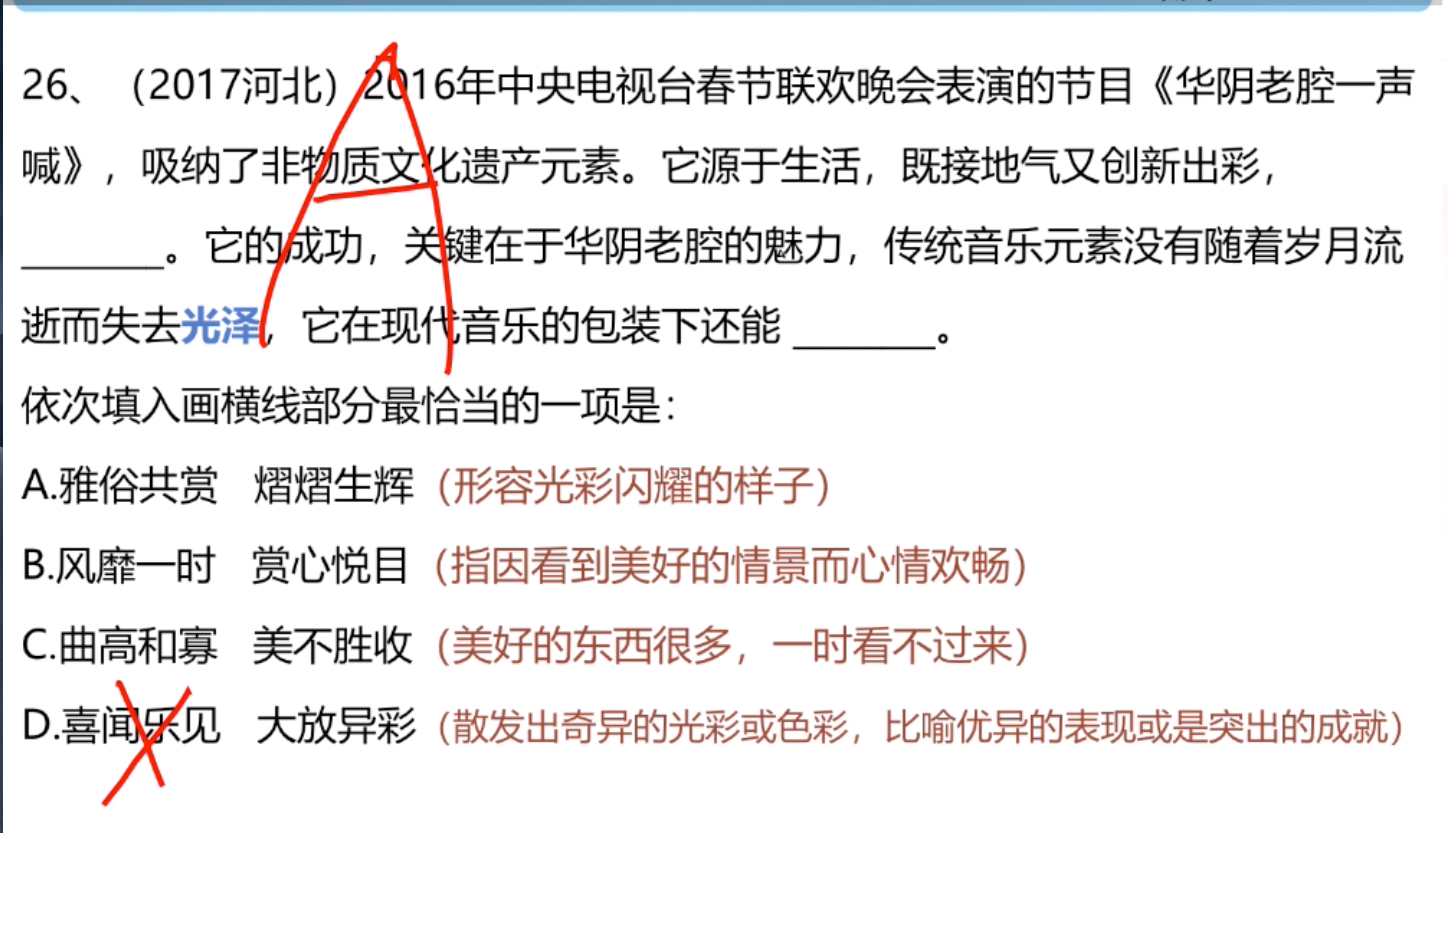 26、（2017河北）2016年中央电视台春节联欢晚会表演的节目《华阴老腔一声
喊》，吸纳了非物质文化遗产元素。它源于生活，既接地气又创新出彩，
_______。它的成功，关键在于华阴老腔的魅力，传统音乐元素没有随着岁月流
逝而失去光泽，它在现代音乐的包装下还能 _______。
依次填入画横线部分最恰当的一项是：
A.雅俗共赏 熠熠生辉（形容光彩闪耀的样子）
B.风靡一时 赏心悦目（指因看到美好的情景而心情欢畅）
C.曲高和寡 美不胜收（美好的东西很多，一时看不过来）
D.喜闻乐见 大放异彩（散发出奇异的光彩或色彩，比喻优异的表现或是突出的成就）
A